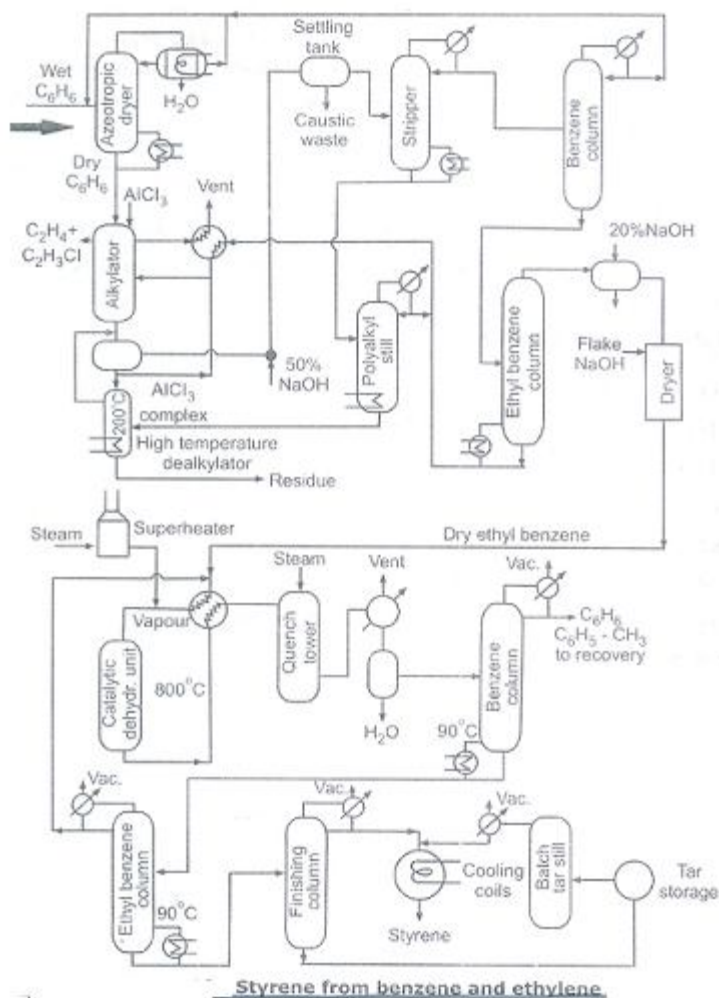 Settling
tank
Wet
C₆H₆
H₂O
Azeotropic
dryer
Caustic
waste
Stripper
Benzene
column
Dry
C₆H₆
AlCl₃
Vent
C₂H₄+
C₂H₃Cl
Alkylator
20%NaOH
Polyalkyl
still
Ethyl benzene
column
Flake
NaOH
Dryer
50%
NaOH
AlCl₃
complex
200°C
High temperature
dealkylator
Residue
Superheater
Steam
Dry ethyl benzene
Steam
Vent
Vac.
Vapour
Quench
tower
C₆H₆
C₆H₅ - CH₃
to recovery
Catalytic
dehydr. unit
800°C
Benzene
column
H₂O
90°C
Vac.
Vac.
Vac.
Ethyl benzene
column
Finishing
column
Cooling
coils
Batch
tar still
Tar
storage
90°C
Styrene
Styrene from benzene and ethylene